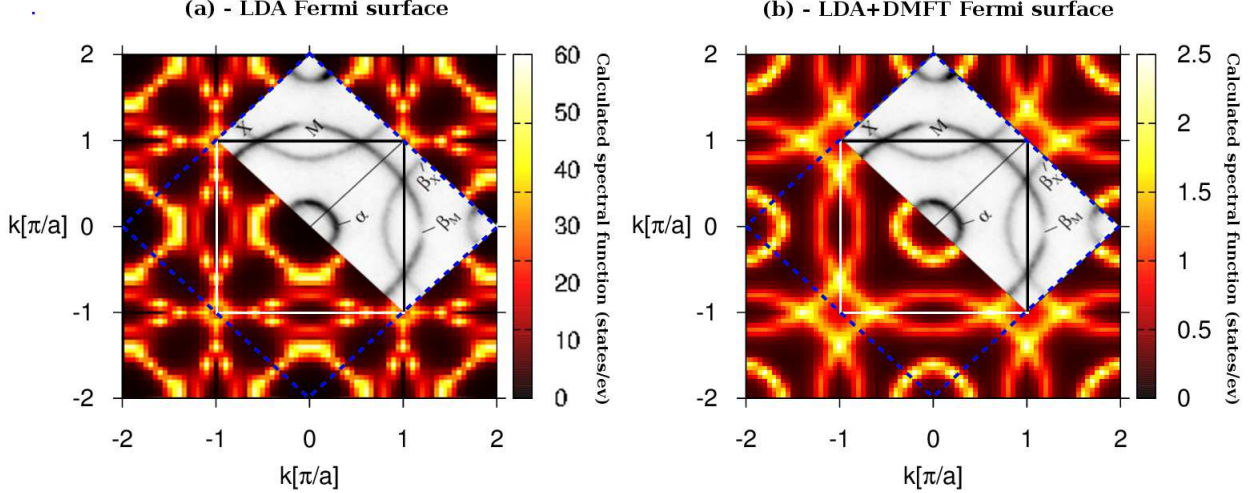 (a) - LDA Fermi surface
2
1
0
-1
-2
k[π/a]
-2 -1 0 1 2
k[π/a]
X
M
α
βX
βM
60
50
40
30
20
10
0
Calculated spectral function (states/ev)
(b) - LDA+DMFT Fermi surface
2
1
0
-1
-2
k[π/a]
-2 -1 0 1 2
k[π/a]
X
M
α
βX
βM
2.5
2
1.5
1
0.5
0
Calculated spectral function (states/ev)